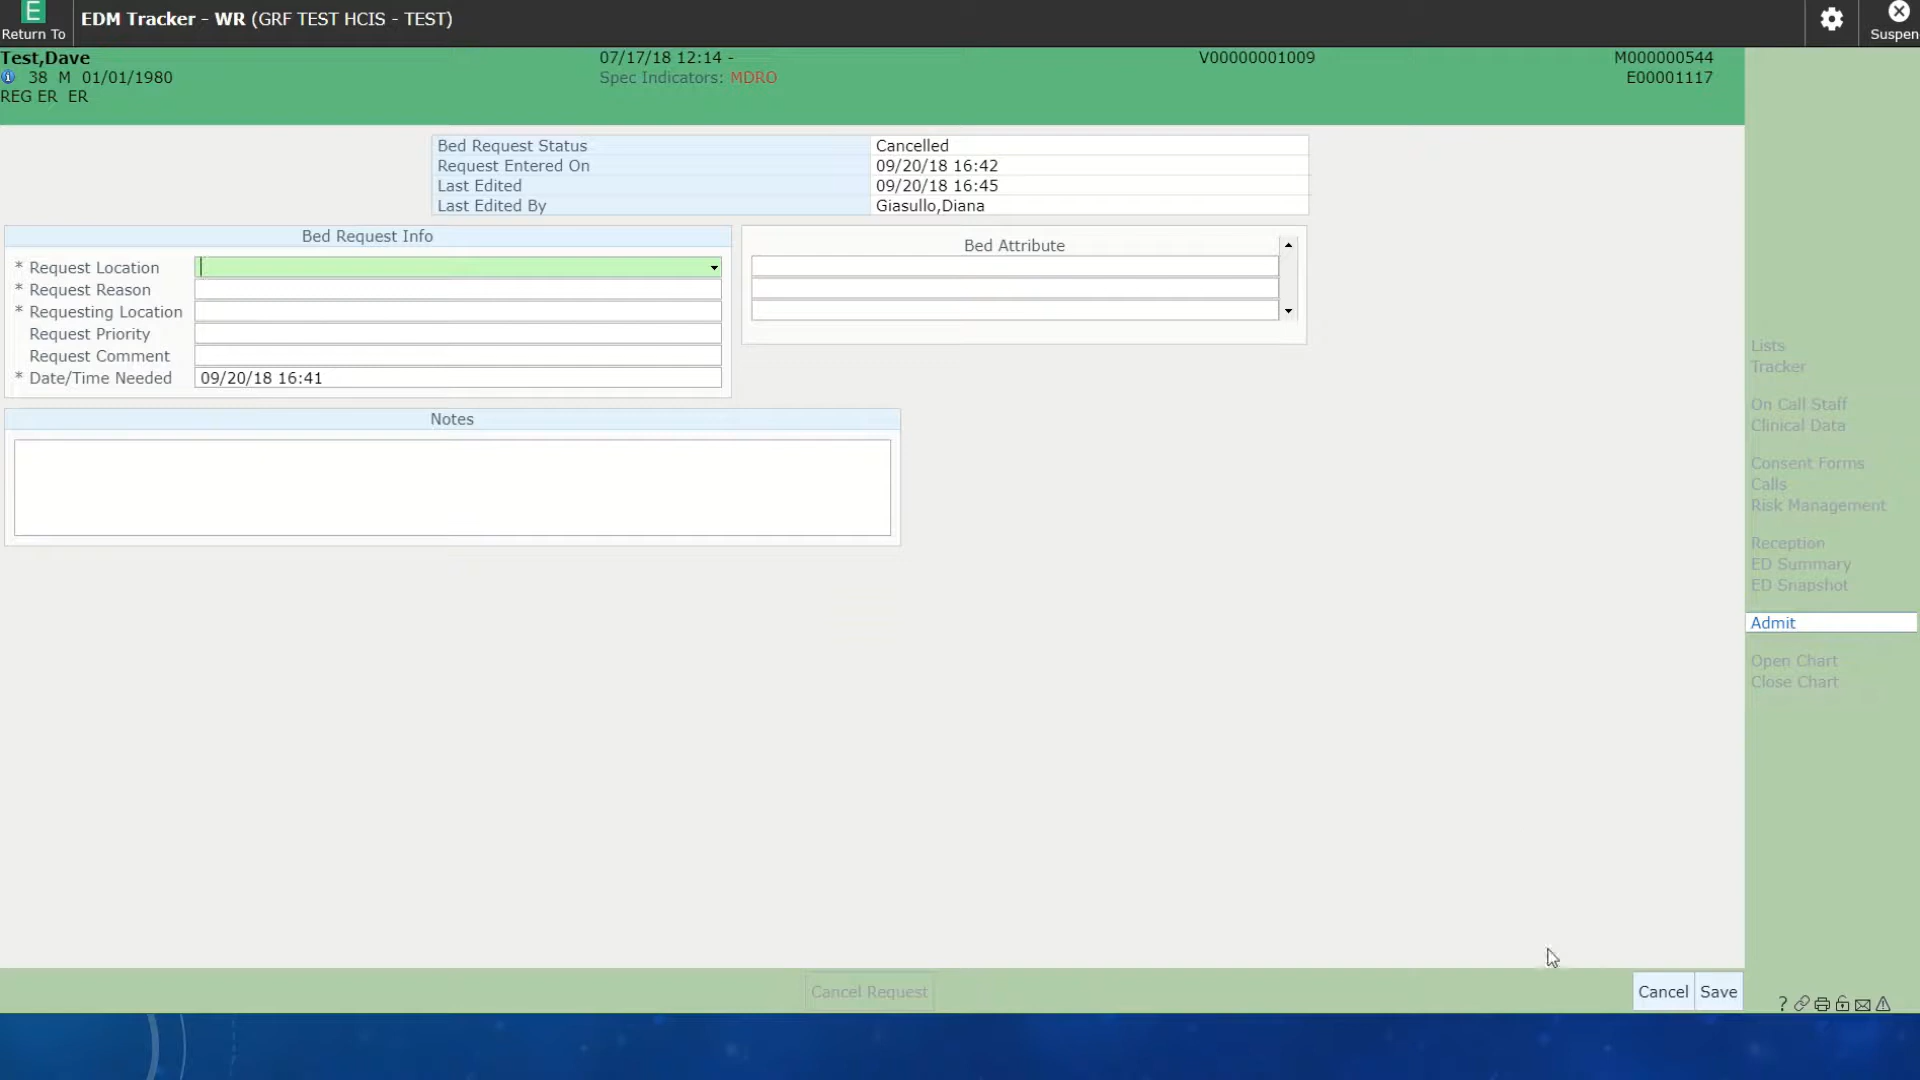 E
Return To
EDM Tracker - WR (GRF TEST HCIS - TEST)
Suspen
Test,Dave
07/17/18 12:14 -
V00000001009
M000000544
38 M 01/01/1980
Spec Indicators: MDRO
E00001117
REG ER ER
Bed Request Status
Cancelled
Request Entered On
09/20/18 16:42
Last Edited
09/20/18 16:45
Last Edited By
Giasullo,Diana
Bed Request Info
* Request Location
* Request Reason
* Requesting Location
Request Priority
Request Comment
* Date/Time Needed
09/20/18 16:41
Bed Attribute
Notes
Lists
Tracker
On Call Staff
Clinical Data
Consent Forms
Calls
Risk Management
Reception
ED Summary
ED Snapshot
Admit
Open Chart
Close Chart
Cancel Request
Cancel
Save
?